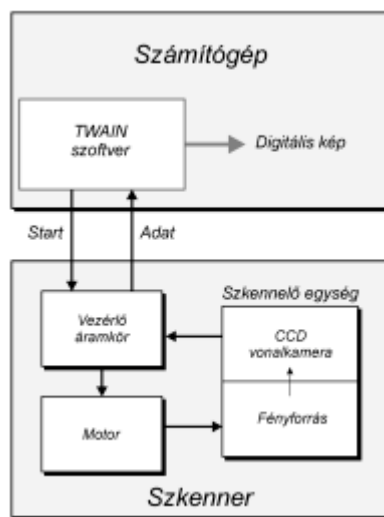 Számítógép
TWAIN
szoftver
Digitális kép
Start
Adat
Szkennelő egység
Vezérlő
áramkör
CCD
vonalkamera
Motor
Fényforrás
Szkenner